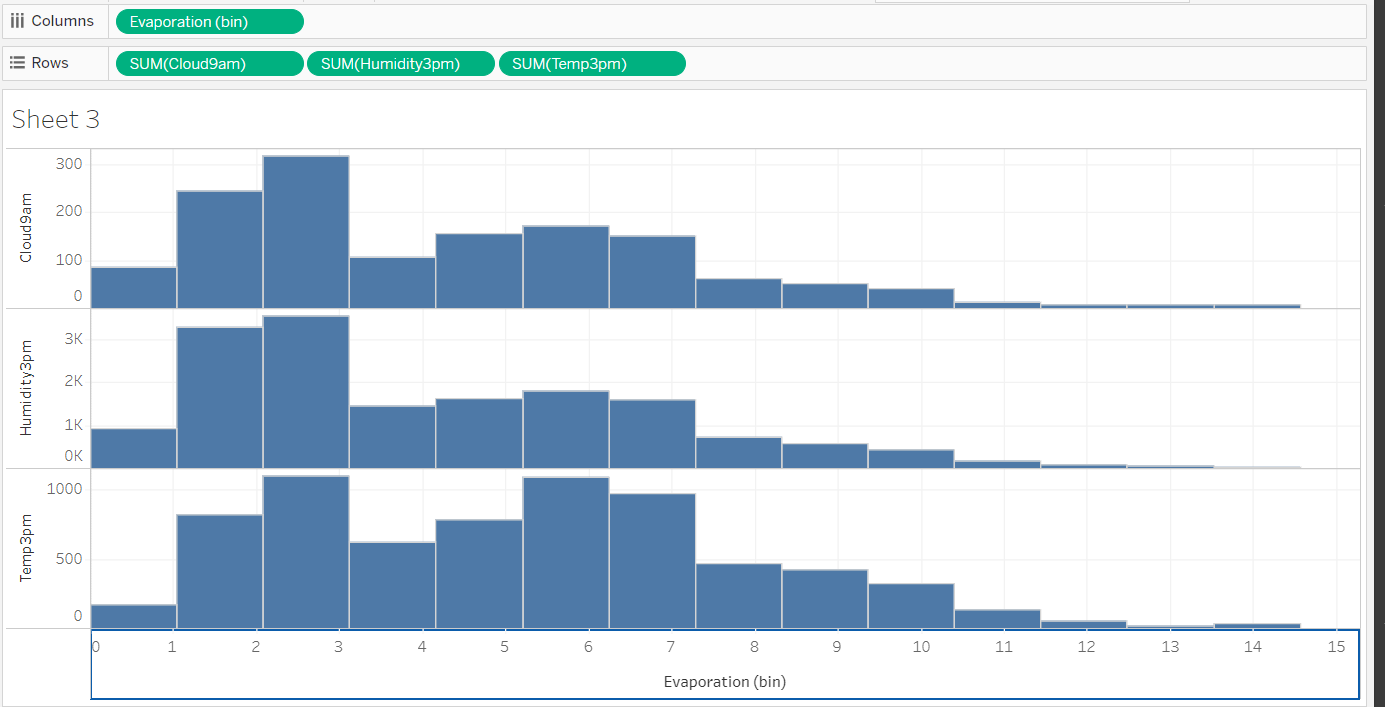 Columns Evaporation (bin)
Rows SUM(Cloud9am) SUM(Humidity3pm) SUM(Temp3pm)
Sheet 3
Cloud9am
300
200
100
0
Humidity3pm
3K
2K
1K
0K
Temp3pm
1000
500
0
0 1 2 3 4 5 6 7 8 9 10 11 12 13 14 15
Evaporation (bin)